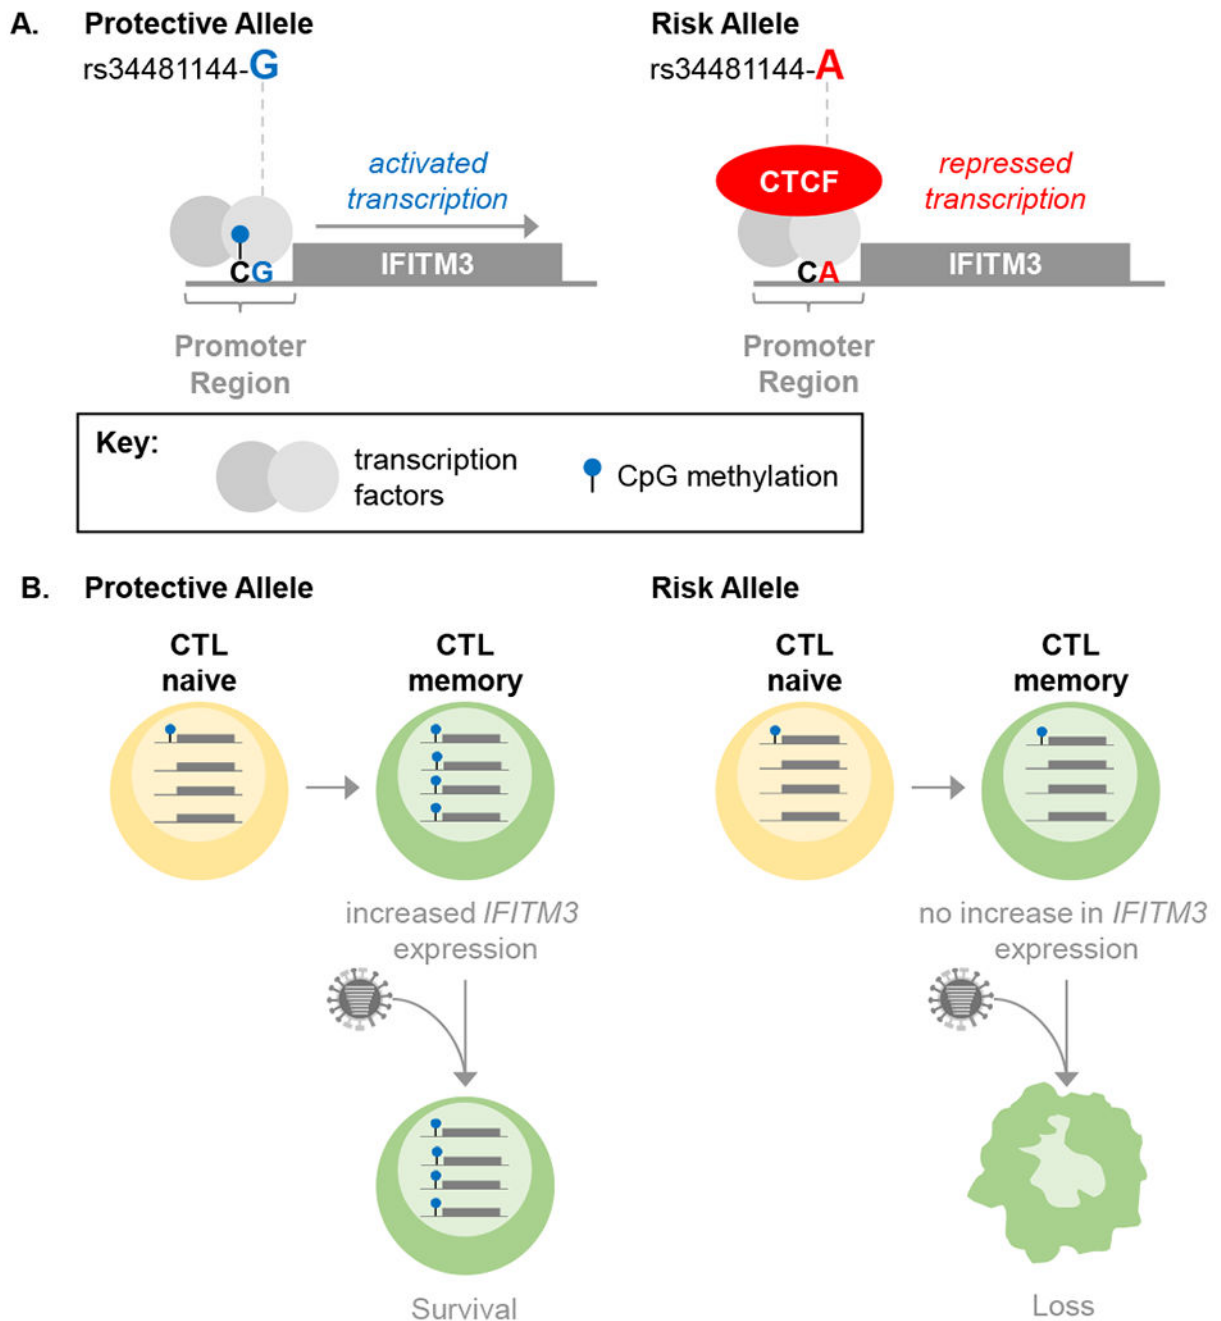 A. Protective Allele Risk Allele
rs34481144-G rs34481144-A
activated
transcription
CTCF
repressed
transcription
CG IFITM3
CA IFITM3
Promoter
Region
Promoter
Region
Key:
transcription
factors
CpG methylation
B. Protective Allele Risk Allele
CTL
naive
CTL
memory
CTL
naive
CTL
memory
increased IFITM3
expression
no increase in IFITM3
expression
Survival
Loss